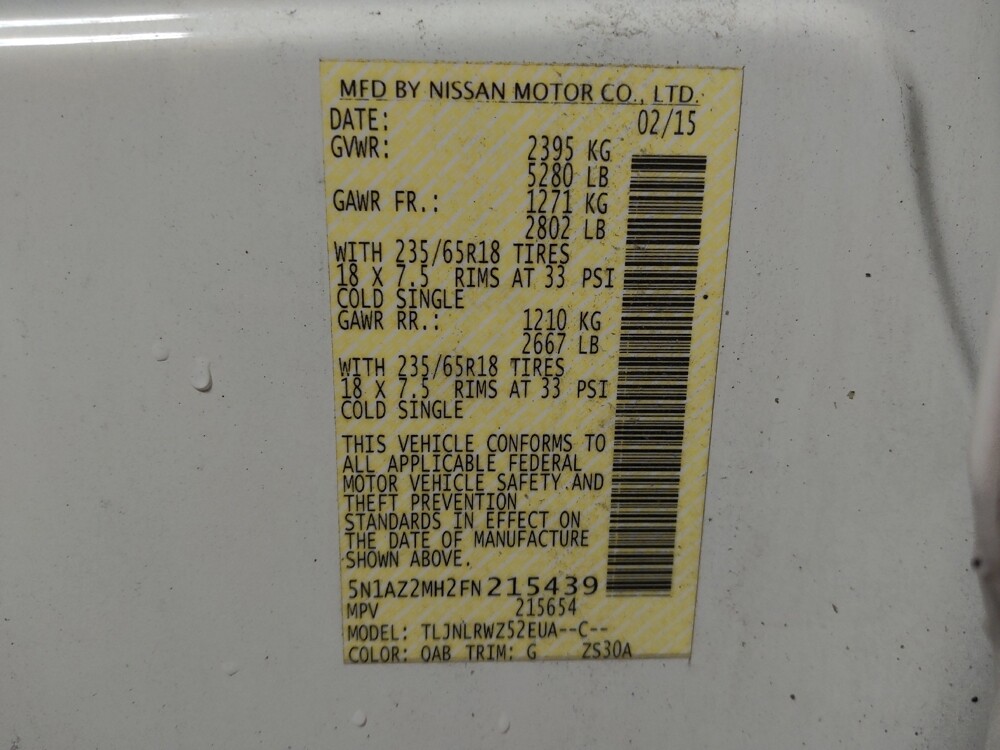 MFD BY NISSAN MOTOR CO., LTD.
DATE: 02/15
GVWR: 2395 KG
5280 LB
GAWR FR.: 1271 KG
2802 LB
WITH 235/65R18 TIRES
18 X 7.5 RIMS AT 33 PSI
COLD SINGLE
GAWR RR.: 1210 KG
2667 LB
WITH 235/65R18 TIRES
18 X 7.5 RIMS AT 33 PSI
COLD SINGLE
THIS VEHICLE CONFORMS TO
ALL APPLICABLE FEDERAL
MOTOR VEHICLE SAFETY AND
THEFT PREVENTION
STANDARDS IN EFFECT ON
THE DATE OF MANUFACTURE
SHOWN ABOVE.
5N1AZ2MH2FN215439
MPV 215654
MODEL: TLJNLRWZ52EUA--C--
COLOR: QAB TRIM: G ZS30A